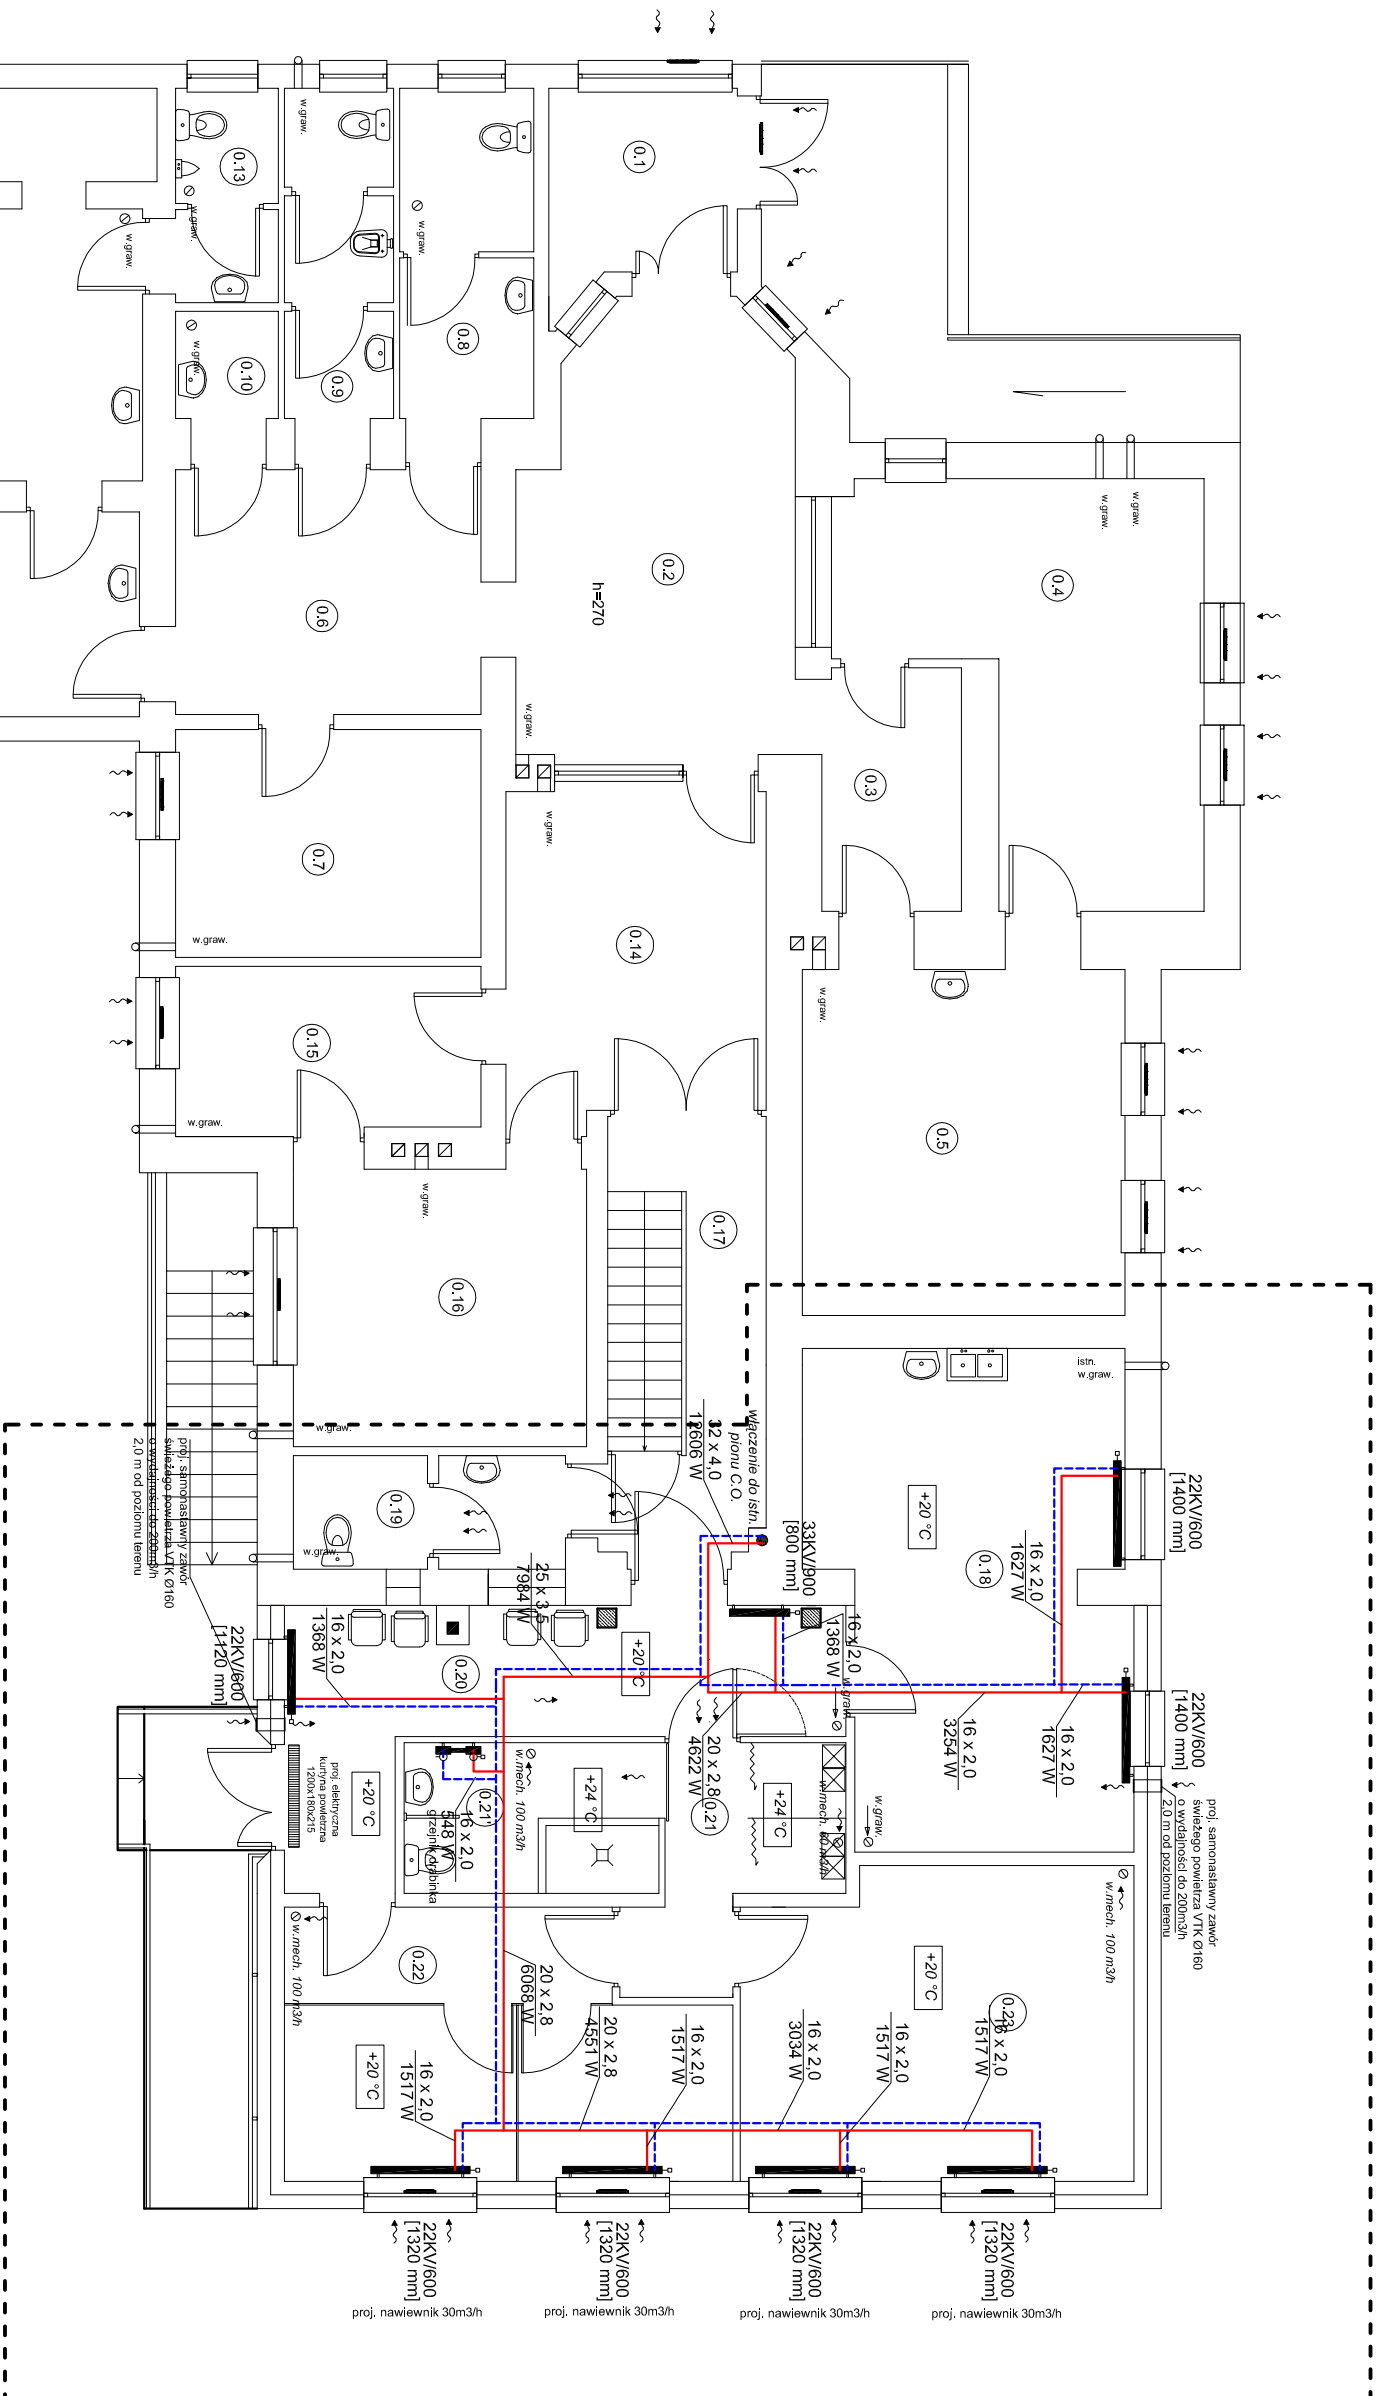 0.1
0.13
w.graw.
w.graw.
w.graw.
w.graw.
0.8
0.9
0.10
w.graw.
0.2
h=270
0.4
w.graw.
w.graw.
0.6
0.3
w.graw.
w.graw.
0.7
w.graw.
0.14
w.graw.
0.15
w.graw.
0.5
0.17
w.graw.
0.16
istn.
w.graw.
w.graw.
włączenie do istn.
pionu C.O.
32 x 4,0
12606 W
proj. samonastawny zawór
świeżego powietrza VTK Ø160
o wydajności do 200m3/h
2,0 m od poziomu terenu
0.19
w.graw.
+20 °C
22KV/600
[1400 mm]
16 x 2,0
1627 W
0.18
33KV/900
[800 mm]
25 x 3,5
7984 W
16 x 2,0
1368 W
22KV/600
[1120 mm]
0.20
+20 °C
16 x 2,0
1368 W
w.graw.
16 x 2,0
3254 W
16 x 2,0
1627 W
22KV/600
[1400 mm]
proj. samonastawny zawór
świeżego powietrza VTK Ø160
o wydajności do 200m3/h
2,0 m od poziomu terenu
proj. elektryczna
kurtyna powietrzna
1200x180x215
+20 °C
w.mech. 100 m3/h
+24 °C
0.21'
16 x 2,0
548 W
grzejnik drabinka
20 x 2,8
4622 W
0.21
+24 °C
w.mech. 60 m3/h
w.graw.
w.mech. 100 m3/h
w.mech. 100 m3/h
0.22
20 x 2,8
6068 W
+20 °C
0.23
16 x 2,0
1517 W
+20 °C
16 x 2,0
1517 W
20 x 2,8
4551 W
16 x 2,0
1517 W
16 x 2,0
3034 W
16 x 2,0
1517 W
22KV/600
[1320 mm]
22KV/600
[1320 mm]
22KV/600
[1320 mm]
22KV/600
[1320 mm]
proj. nawiewnik 30m3/h
proj. nawiewnik 30m3/h
proj. nawiewnik 30m3/h
proj. nawiewnik 30m3/h